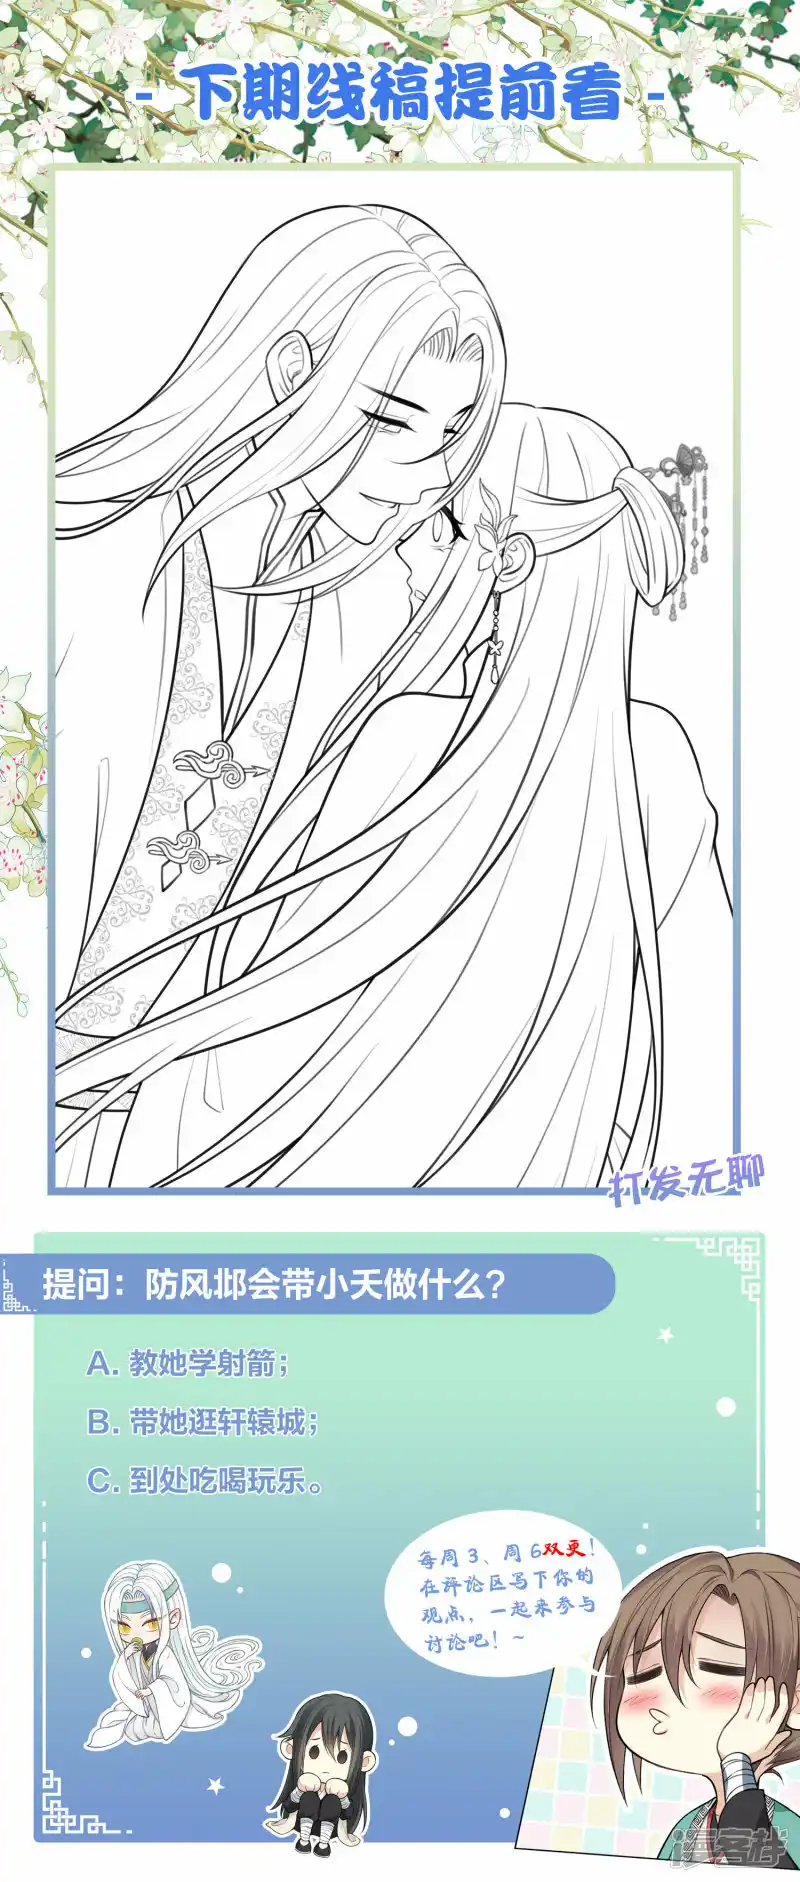 - 下期线稿提前看 -
打发无聊
提问：防风邶会带小夭做什么？
A. 教她学射箭；
B. 带她逛轩辕城；
C. 到处吃喝玩乐。
每周 3、周 6双更！
在评论区写下你的
观点，一起来参与
讨论吧！~
漫客栈